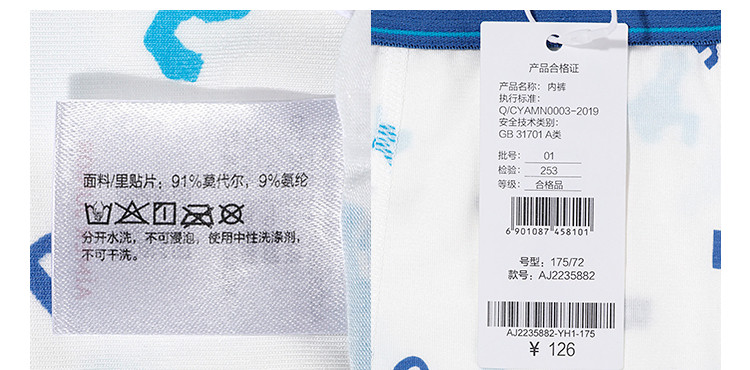 面料/里贴片：91%莫代尔，9%氨纶
分开水洗，不可浸泡，使用中性洗涤剂，
不可干洗。
产品合格证
产品名称：内裤
执行标准：
Q/CYAMN0003-2019
安全技术类别：
GB 31701 A类
批号： 01
检验： 253
等级： 合格品
6 901087 458101
号型：175/72
款号：AJ2235882
AJ2235882-YH1-175
¥ 126